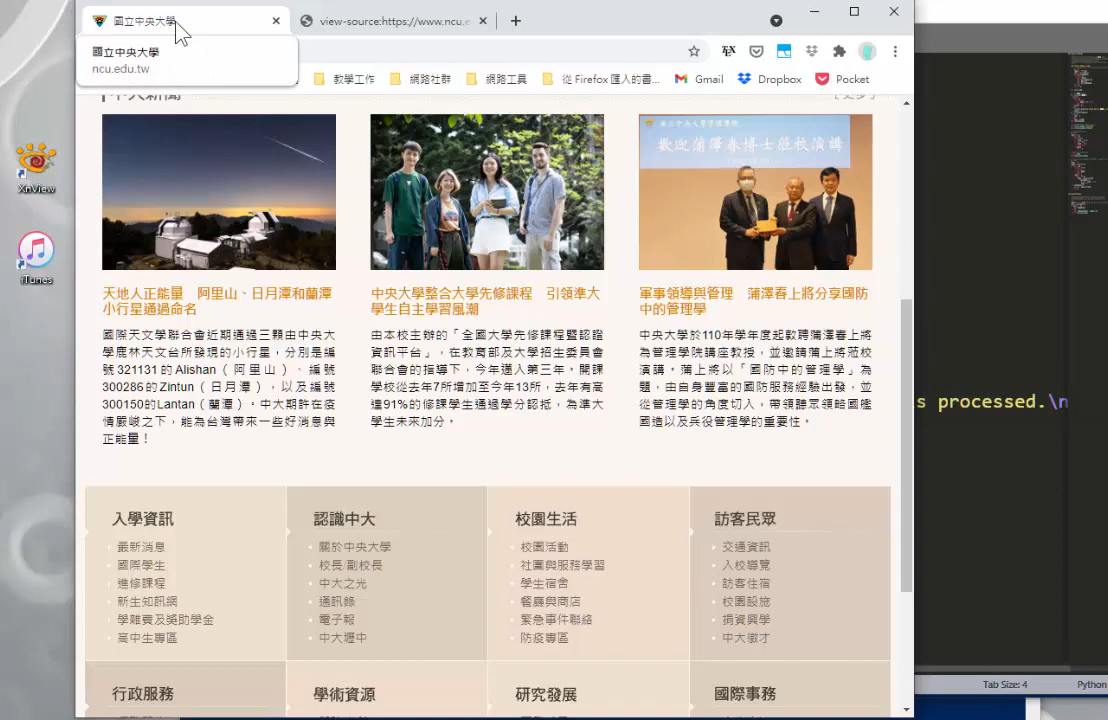 國立中央大學
view-source:https://www.ncu.e
國立中央大學
ncu.edu.tw
教學工作
網路社群
網路工具
從 Firefox 匯入的書...
Gmail
Dropbox
Pocket
中大新聞
[ 更多 ]
XnView
iTunes
歡迎蒲澤春博士蒞校演講
天地人正能量　阿里山、日月潭和蘭潭
小行星通過命名
國際天文學聯合會近期通過三顆由中央大
學鹿林天文台所發現的小行星，分別是編
號321131的Alishan（阿里山）、編號
300286的Zintun（日月潭），以及編號
300150的Lantan（蘭潭）。中大期許在疫
情嚴峻之下，能為台灣帶來一些好消息與
正能量！
中央大學整合大學先修課程　引領準大
學生自主學習風潮
由本校主辦的「全國大學先修課程暨認證
資訊平台」，在教育部及大學招生委員會
聯合會的指導下，今年邁入第三年。開課
學校從去年7所增加至今年13所，去年有高
達91%的修課學生通過學分認抵，為準大
學生未來加分。
軍事領導與管理　蒲澤春上將分享國防
中的管理學
中央大學於110年學年度起敦聘蒲澤春上將
為管理學院講座教授，並邀請蒲上將蒞校
演講。蒲上將以「國防中的管理學」為
題，由自身豐富的國防服務經驗出發，並
從管理學的角度切入，帶領聽眾領略國艦
國造以及兵役管理學的重要性。
s processed.\n
入學資訊
最新消息
國際學生
進修課程
新生知訊網
學雜費及獎助學金
高中生專區
認識中大
關於中央大學
校長/副校長
中大之光
通訊錄
電子報
中大壢中
校園生活
校園活動
社團與服務學習
學生宿舍
餐廳與商店
緊急事件聯絡
防疫專區
訪客民眾
交通資訊
入校導覽
訪客住宿
校園設施
捐資興學
中大徵才
行政服務
學術資源
研究發展
國際事務
Tab Size: 4
Python